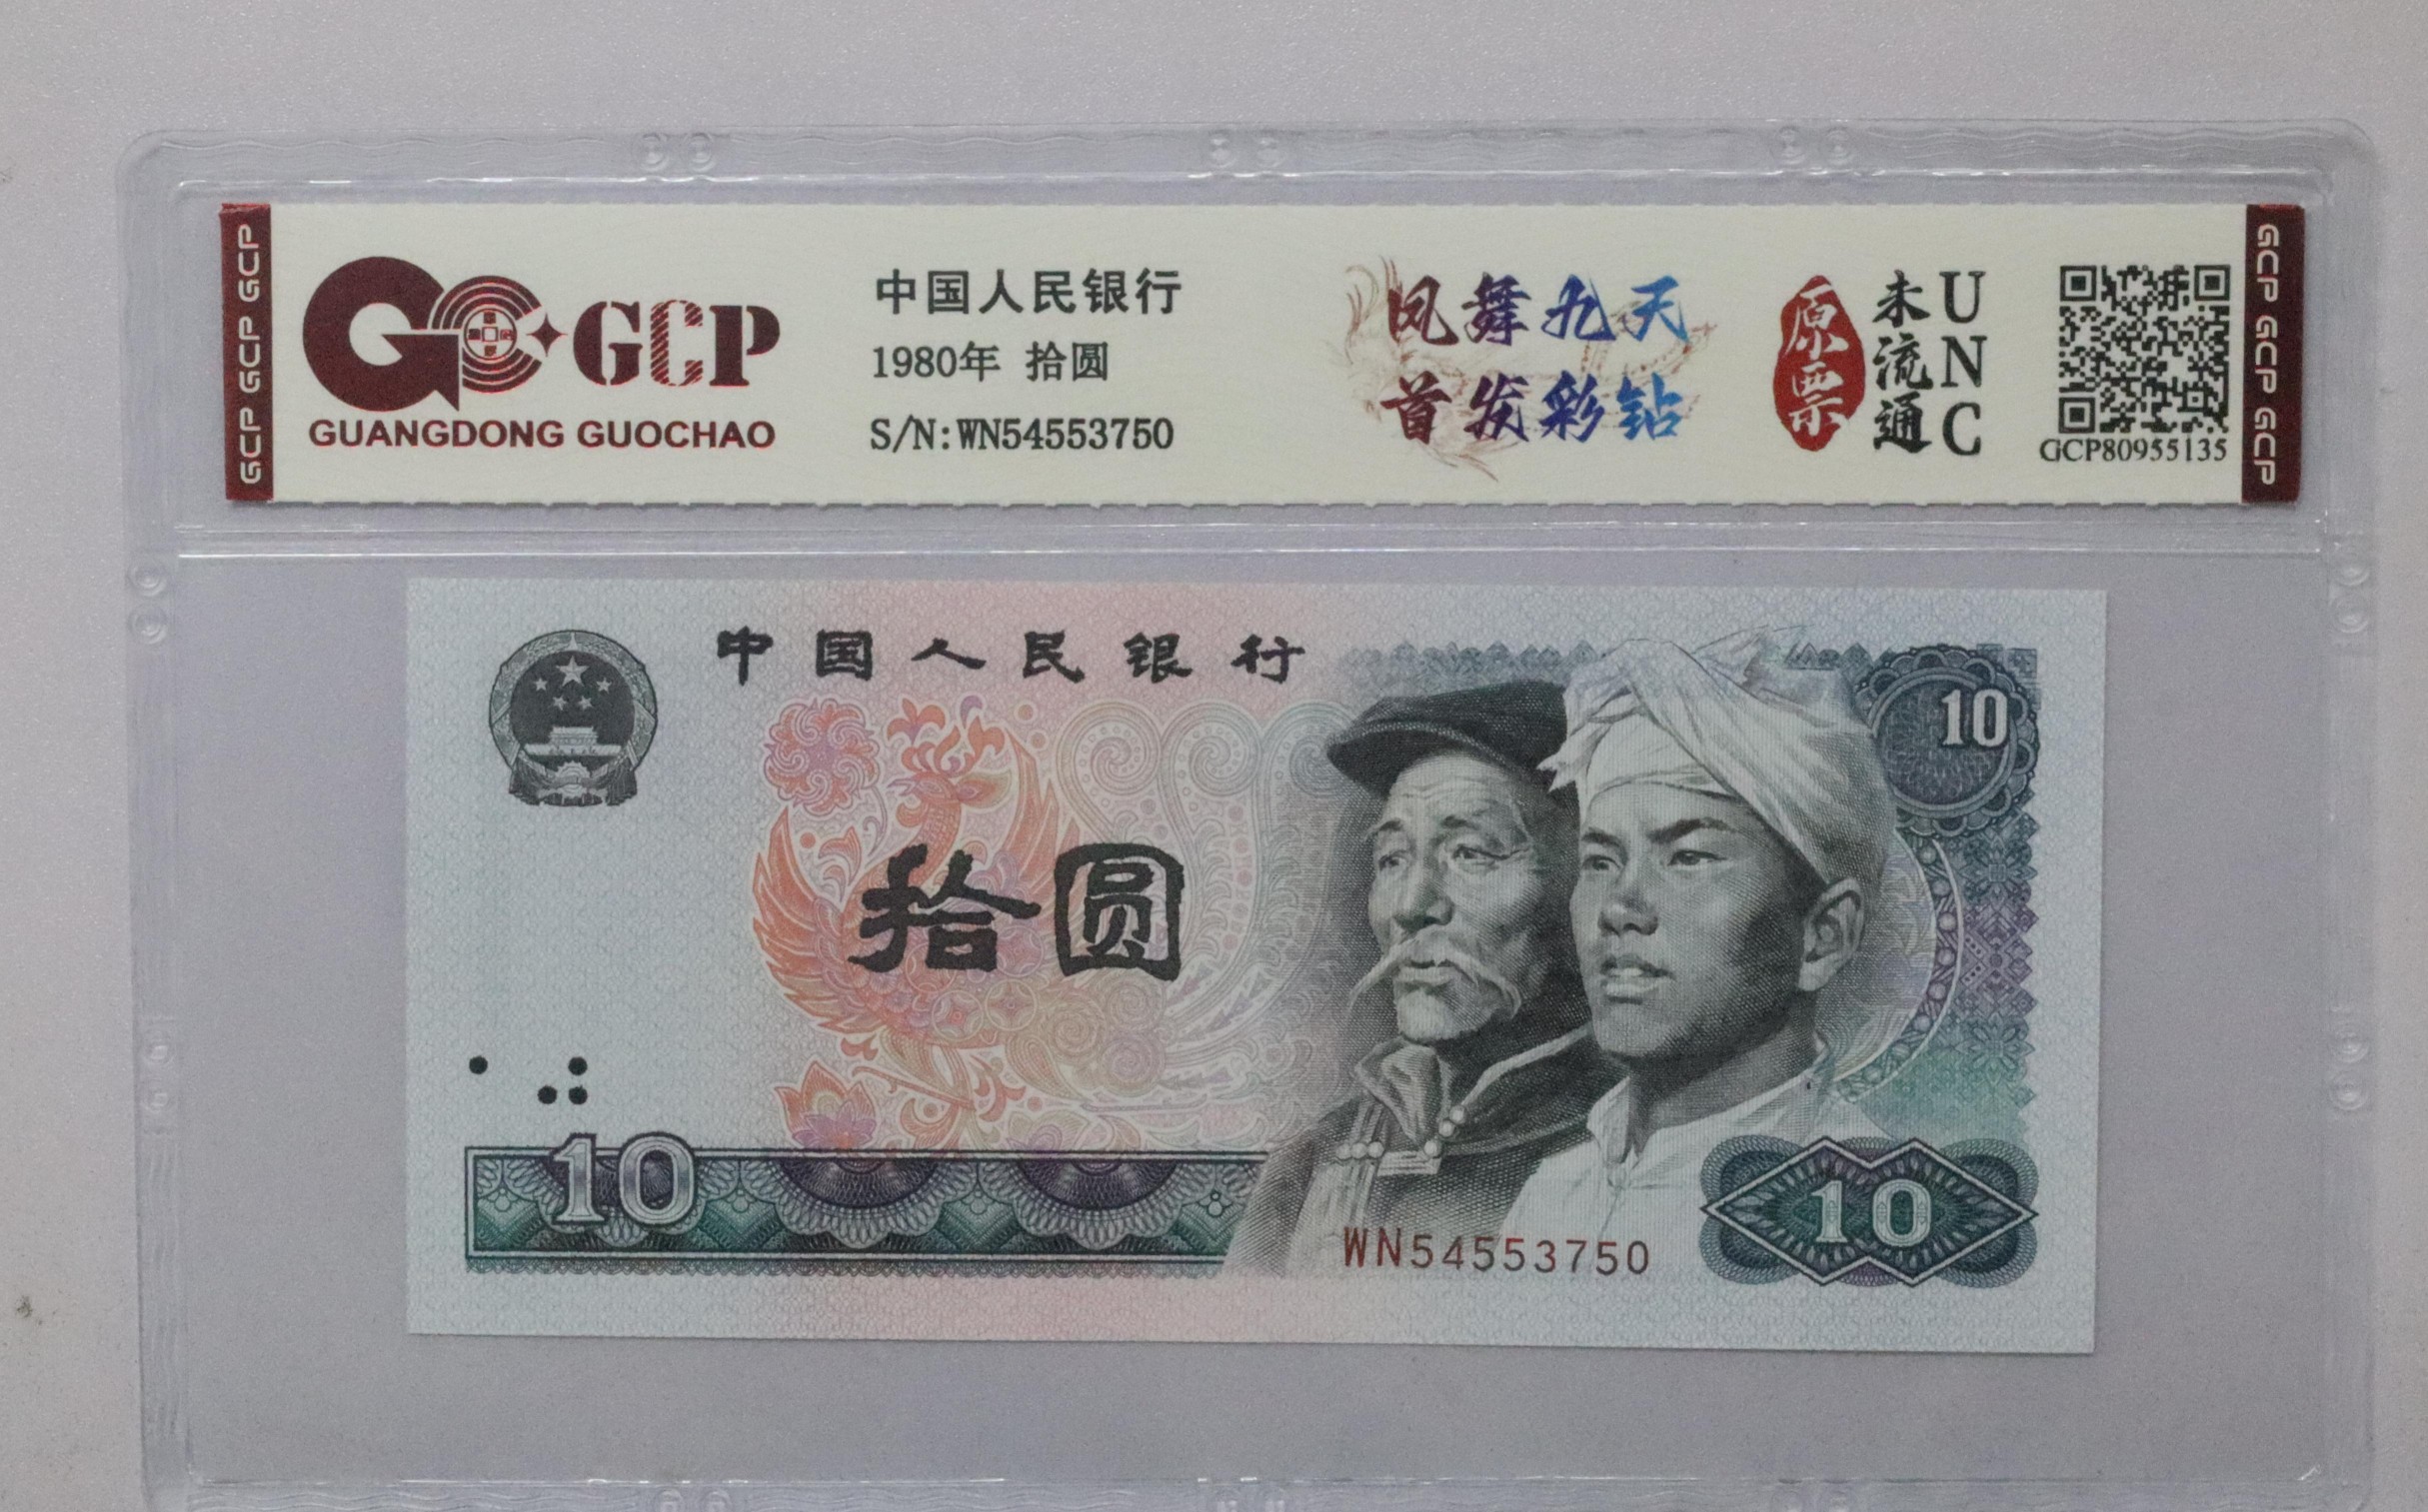 GCP GCP GCP
GCP
GUANGDONG GUOCHAO
中国人民银行
1980年 拾圆
S/N:WN54553750
凤舞九天
首发彩钻
原票
未流通
UNC
GCP80955135
GCP GCP GCP
中国人民银行
10
拾圆
10
WN54553750
10